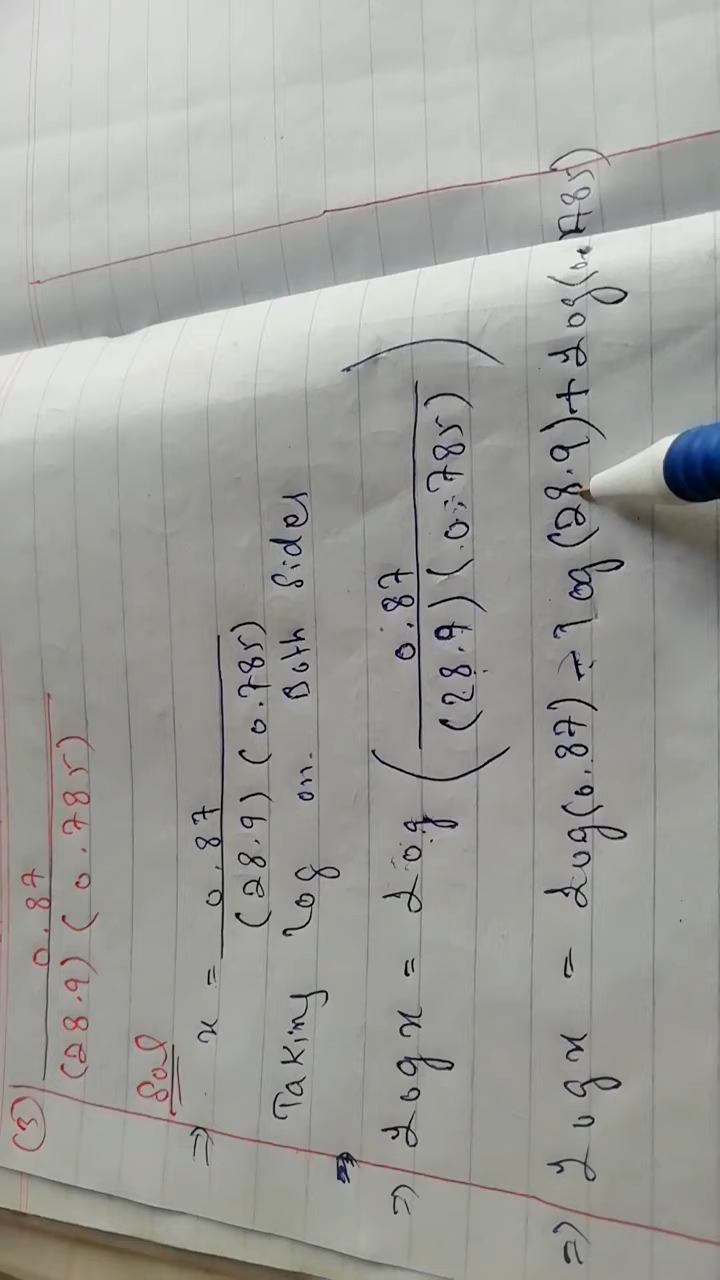 (3) 0.87
(28.9) (0.785)
Sol
⇒ x = 0.87
(28.9) (0.785)
Taking Log on Both Sides
⇒ Log x = Log ( 0.87
(28.9) (0.785) )
⇒ Log x = Log(0.87) - Log (28.9) + Log(0.785)